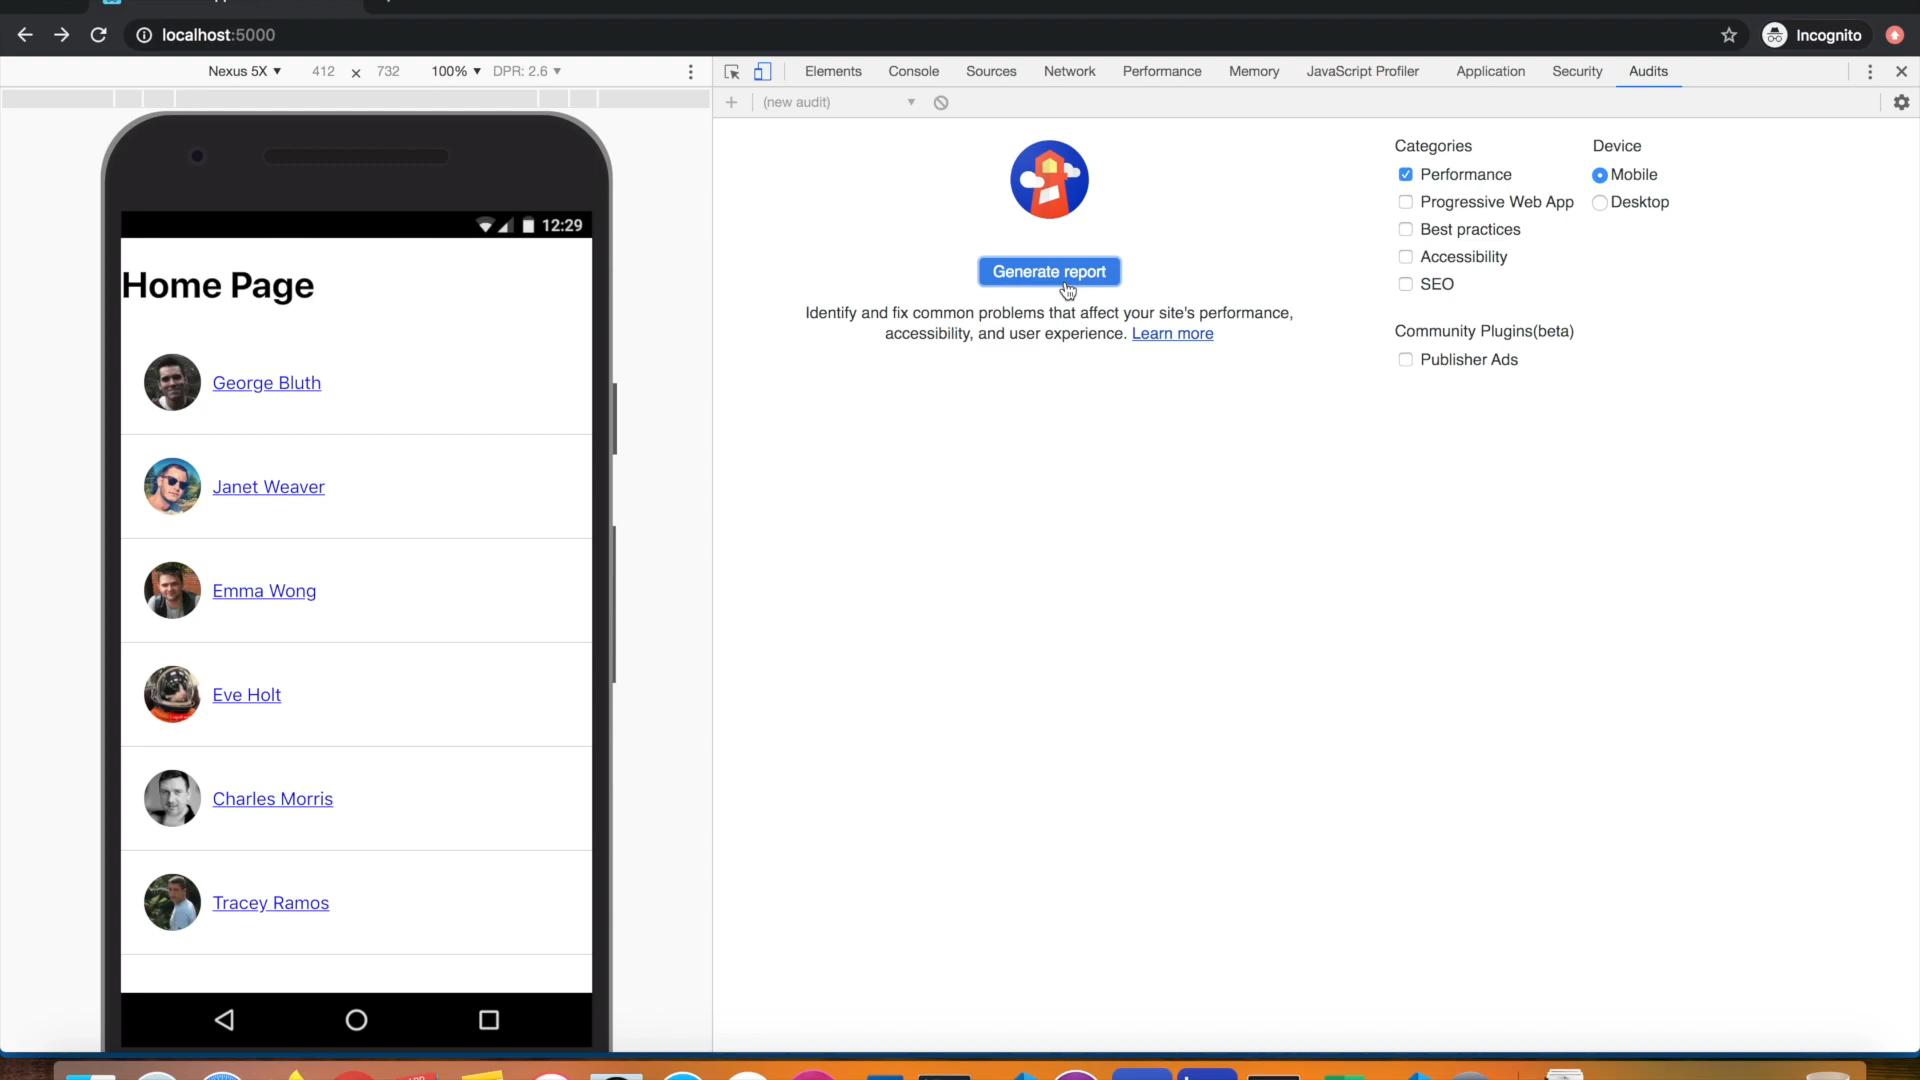 localhost:5000
Incognito
Nexus 5X ▼ 412 × 732 100% ▼ DPR: 2.6 ▼
Elements Console Sources Network Performance Memory JavaScript Profiler Application Security Audits
(new audit)
12:29
Home Page
George Bluth
Janet Weaver
Emma Wong
Eve Holt
Charles Morris
Tracey Ramos
Generate report
Identify and fix common problems that affect your site's performance,
accessibility, and user experience. Learn more
Categories
Performance
Progressive Web App
Best practices
Accessibility
SEO
Community Plugins(beta)
Publisher Ads
Device
Mobile
Desktop